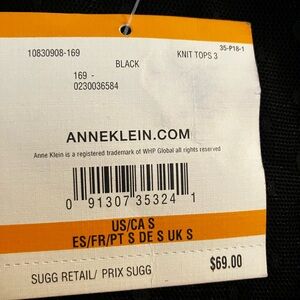 35-P18-1
10830908-169
KNIT TOPS 3
BLACK
169 -
0230036584
ANNEKLEIN.COM
Anne Klein is a registered trademark of WHP Global all rights reserved
0 91307 35324 1
US/CA S
ES/FR/PT S DE S UK S
SUGG RETAIL/ PRIX SUGG $69.00